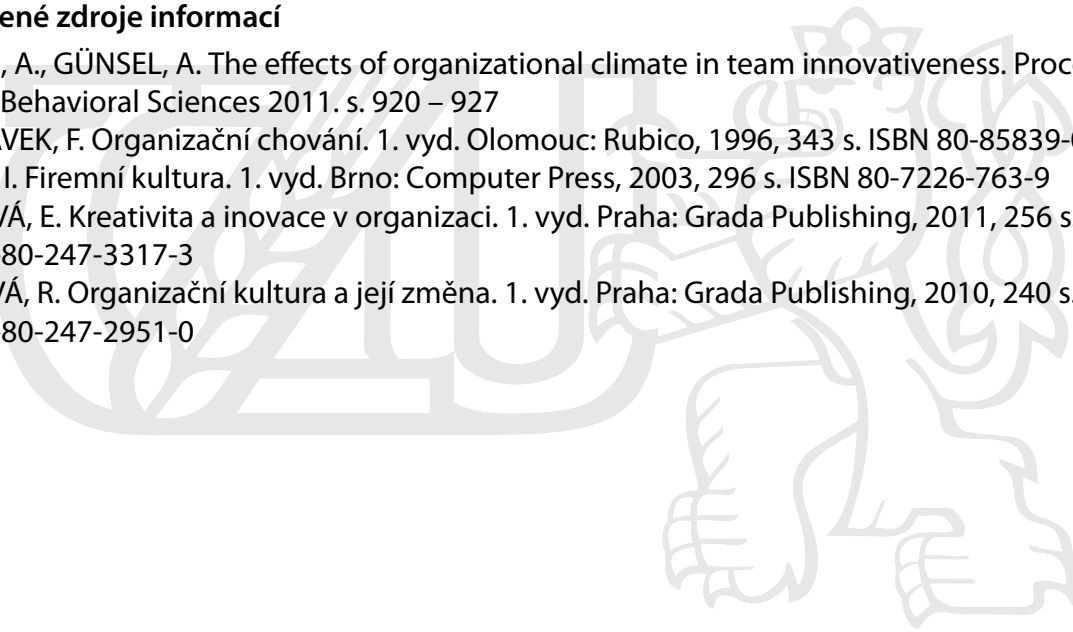 ené zdroje informací
, A., GÜNSEL, A. The effects of organizational climate in team innovativeness. Proc
Behavioral Sciences 2011. s. 920 – 927
VEK, F. Organizační chování. 1. vyd. Olomouc: Rubico, 1996, 343 s. ISBN 80-85839-
I. Firemní kultura. 1. vyd. Brno: Computer Press, 2003, 296 s. ISBN 80-7226-763-9
VÁ, E. Kreativita a inovace v organizaci. 1. vyd. Praha: Grada Publishing, 2011, 256 s.
-80-247-3317-3
VÁ, R. Organizační kultura a její změna. 1. vyd. Praha: Grada Publishing, 2010, 240 s.
-80-247-2951-0